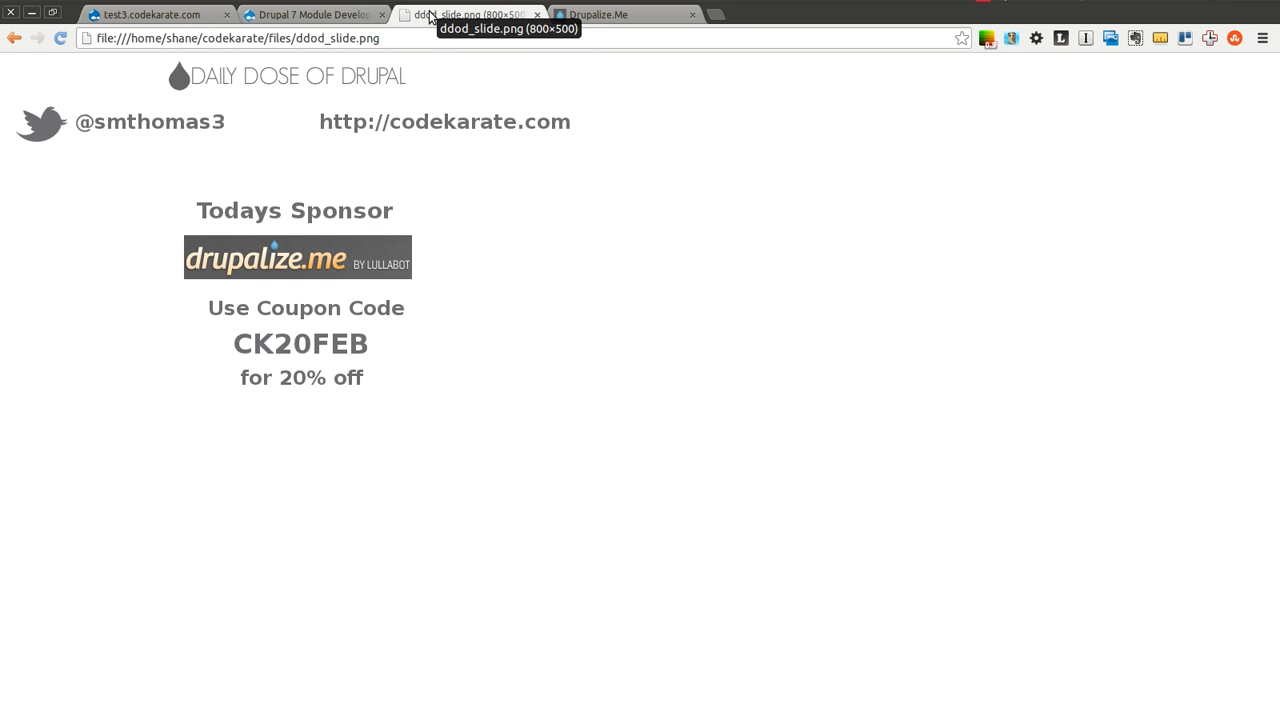 test3.codekarate.com
Drupal 7 Module Develop
ddod_slide.png (800×500
Drupalize.Me
ddod_slide.png (800×500)
file:///home/shane/codekarate/files/ddod_slide.png
DAILY DOSE OF DRUPAL
@smthomas3
http://codekarate.com
Todays Sponsor
drupalize.me BY LULLABOT
Use Coupon Code
CK20FEB
for 20% off